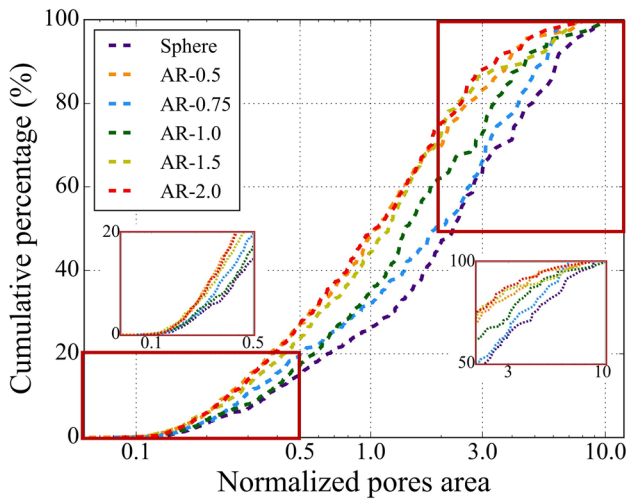 100
80
60
40
20
0
Cumulative percentage (%)
Sphere
AR-0.5
AR-0.75
AR-1.0
AR-1.5
AR-2.0
20
0
0.1
0.5
100
50
3
10
0.1
0.5
1.0
3.0
10.0
Normalized pores area